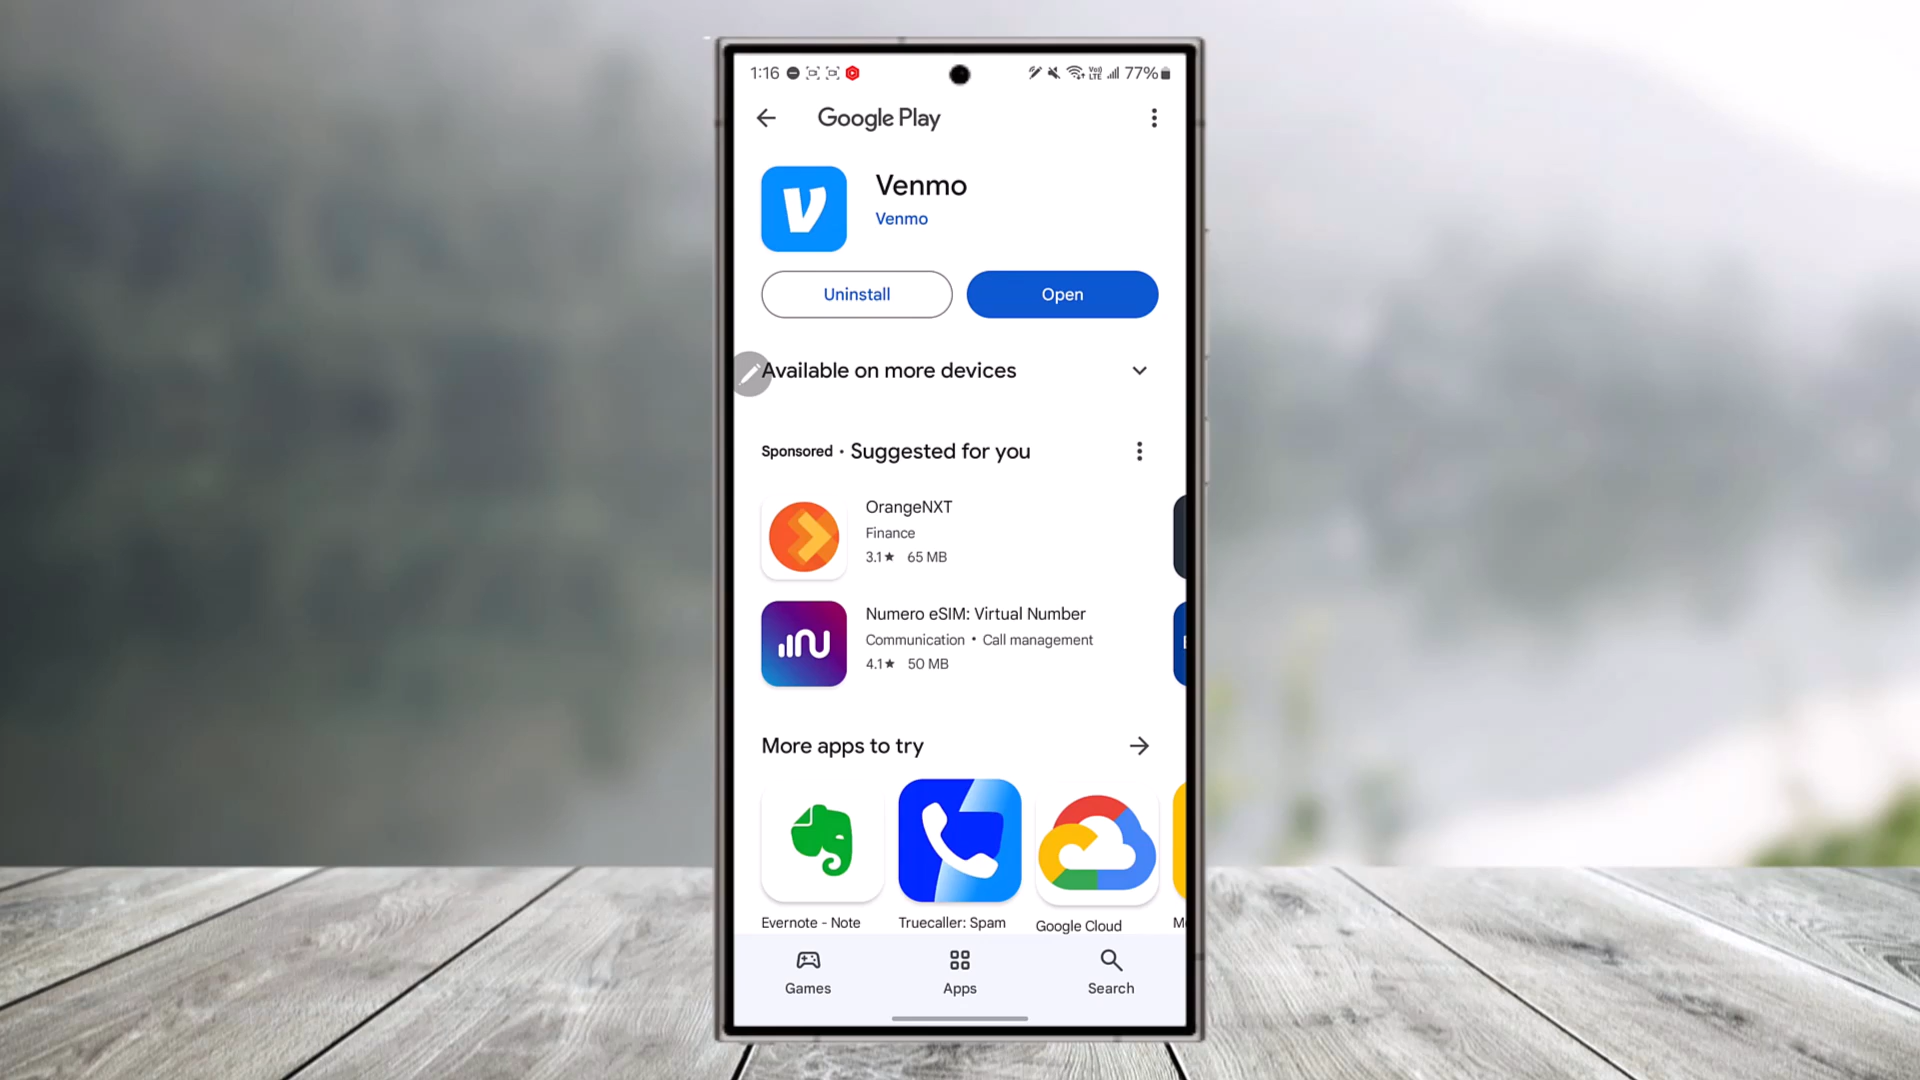 1:16
Vo))
LTE
77%
Google Play
Venmo
Venmo
Uninstall
Open
Available on more devices
Sponsored • Suggested for you
OrangeNXT
Finance
3.1★ 65 MB
Numero eSIM: Virtual Number
Communication • Call management
4.1★ 50 MB
More apps to try
Evernote - Note
Truecaller: Spam
Google Cloud
Games
Apps
Search